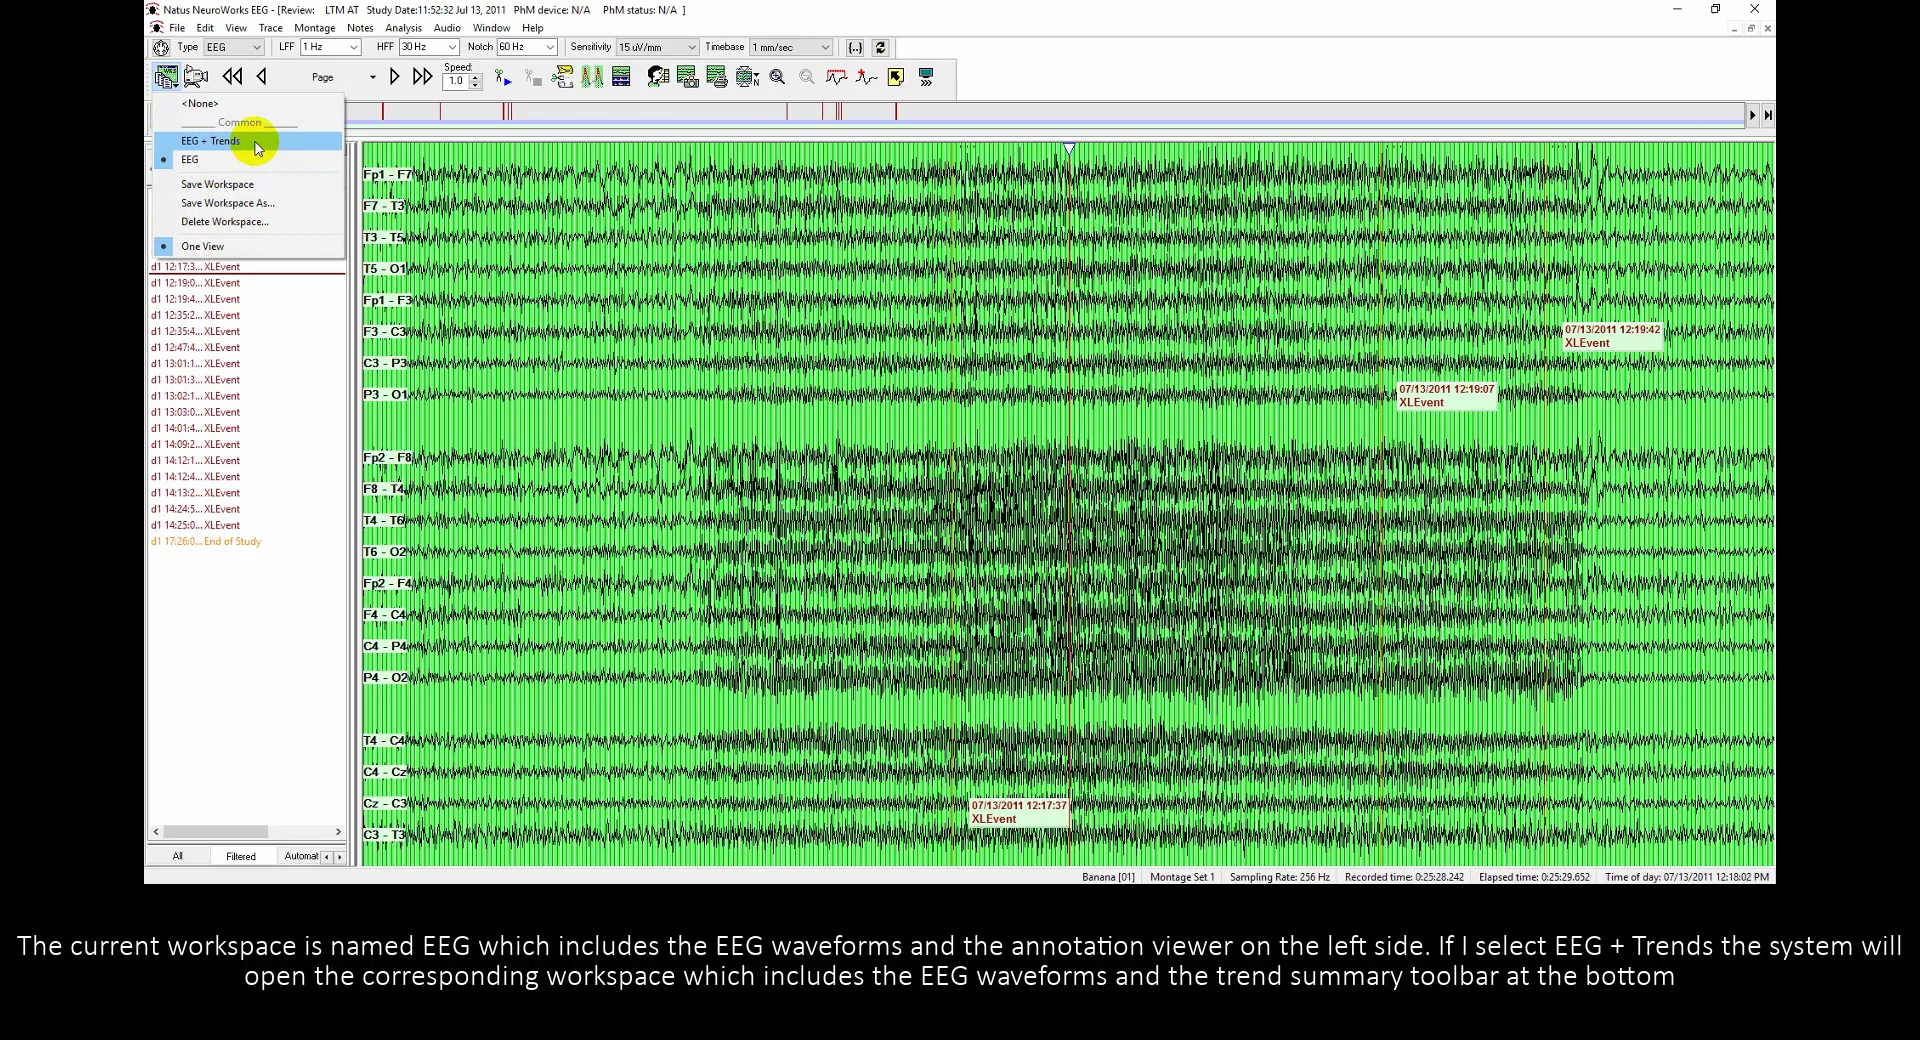 Natus NeuroWorks EEG - [Review: LTM AT Study Date:11:52:32 Jul 13, 2011 PhM device: N/A PhM status: N/A ]
File Edit View Trace Montage Notes Analysis Audio Window Help
Type EEG LFF 1 Hz HFF 30 Hz Notch 60 Hz Sensitivity 15 uV/mm Timebase 1 mm/sec {..}
Page Speed: 1.0
<None>
Common
EEG + Trends
EEG
Save Workspace
Save Workspace As...
Delete Workspace...
One View
d1 12:17:3... XLEvent
d1 12:19:0... XLEvent
d1 12:19:4... XLEvent
d1 12:35:2... XLEvent
d1 12:35:4... XLEvent
d1 12:47:4... XLEvent
d1 13:01:1... XLEvent
d1 13:01:3... XLEvent
d1 13:02:1... XLEvent
d1 13:03:0... XLEvent
d1 14:01:4... XLEvent
d1 14:09:2... XLEvent
d1 14:12:1... XLEvent
d1 14:12:4... XLEvent
d1 14:13:2... XLEvent
d1 14:24:5... XLEvent
d1 14:25:0... XLEvent
d1 17:26:0... End of Study
All Filtered Automat
Fp1 - F7
F7 - T3
T3 - T5
T5 - O1
Fp1 - F3
F3 - C3
C3 - P3
P3 - O1
Fp2 - F8
F8 - T4
T4 - T6
T6 - O2
Fp2 - F4
F4 - C4
C4 - P4
P4 - O2
T4 - C4
C4 - Cz
Cz - C3
C3 - T3
07/13/2011 12:19:42
XLEvent
07/13/2011 12:19:07
XLEvent
07/13/2011 12:17:37
XLEvent
Banana [01] Montage Set 1 Sampling Rate: 256 Hz Recorded time: 0:25:28.242 Elapsed time: 0:25:29.652 Time of day: 07/13/2011 12:18:02 PM
The current workspace is named EEG which includes the EEG waveforms and the annotation viewer on the left side. If I select EEG + Trends the system will
open the corresponding workspace which includes the EEG waveforms and the trend summary toolbar at the bottom